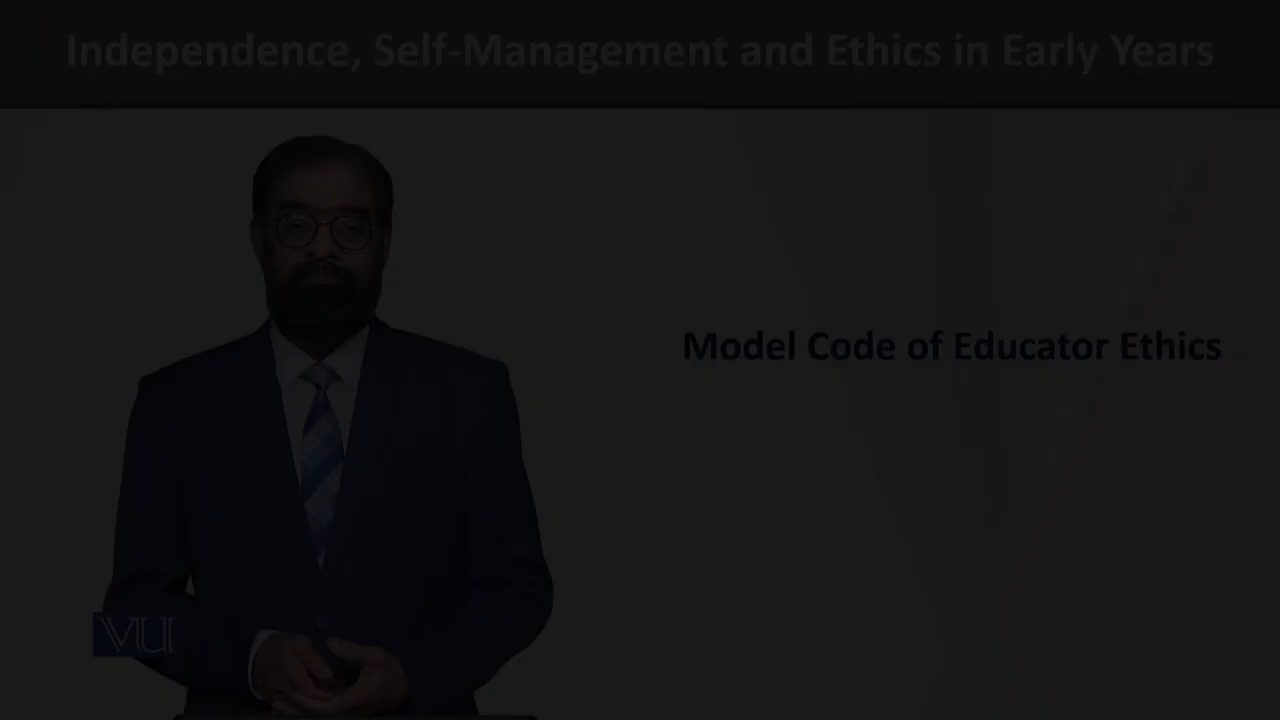 Independence, Self-Management and Ethics in Early Years
Model Code of Educator Ethics
VU